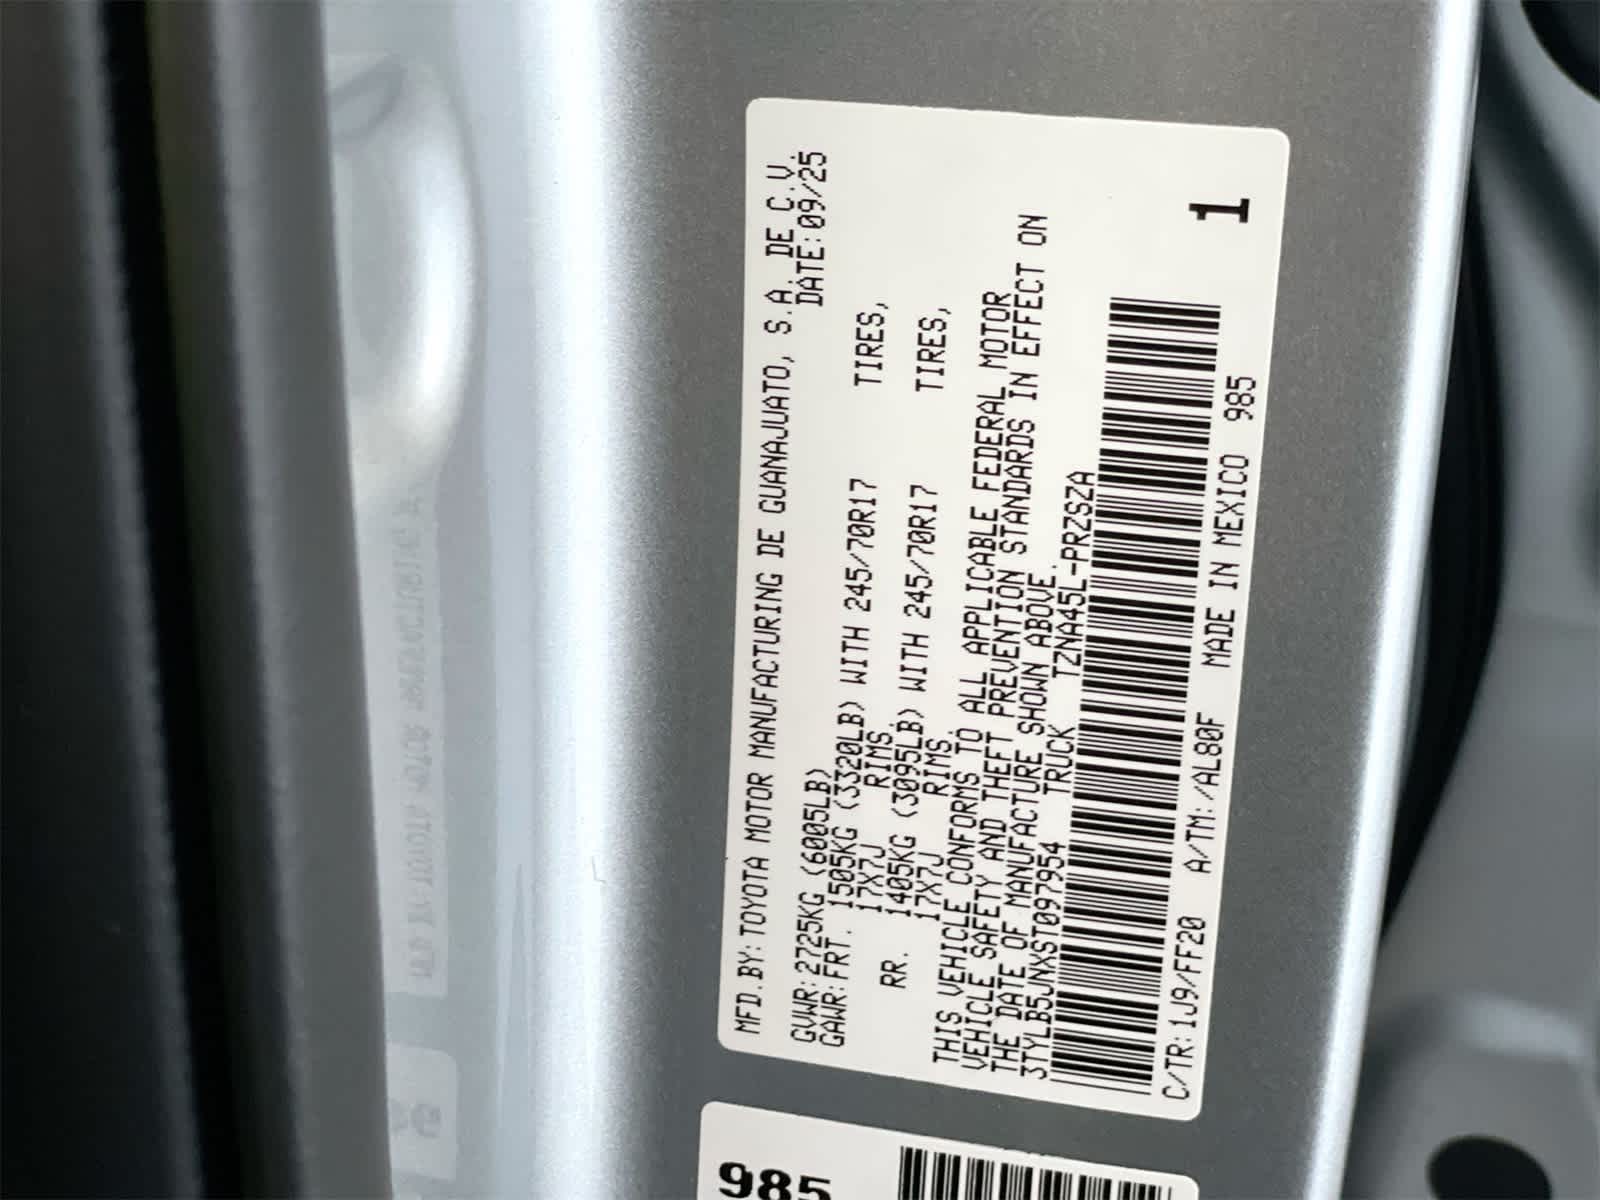 MFD.BY:TOYOTA MOTOR MANUFACTURING DE GUANAJUATO, S.A. DE C.V.
DATE:09/25
GVWR:2725KG (6005LB)
GAWR:FRT. 1505KG (3320LB) WITH 245/70R17 TIRES,
17X7J RIMS,
RR. 1405KG (3095LB) WITH 245/70R17 TIRES,
17X7J RIMS.
THIS VEHICLE CONFORMS TO ALL APPLICABLE FEDERAL MOTOR
VEHICLE SAFETY AND THEFT PREVENTION STANDARDS IN EFFECT ON
THE DATE OF MANUFACTURE SHOWN ABOVE.
3TYLB5JNXST097954 TRUCK TZNA45L-PRZSZA
1
C/TR:1J9/FF20 A/TM:/AL80F MADE IN MEXICO 985
985